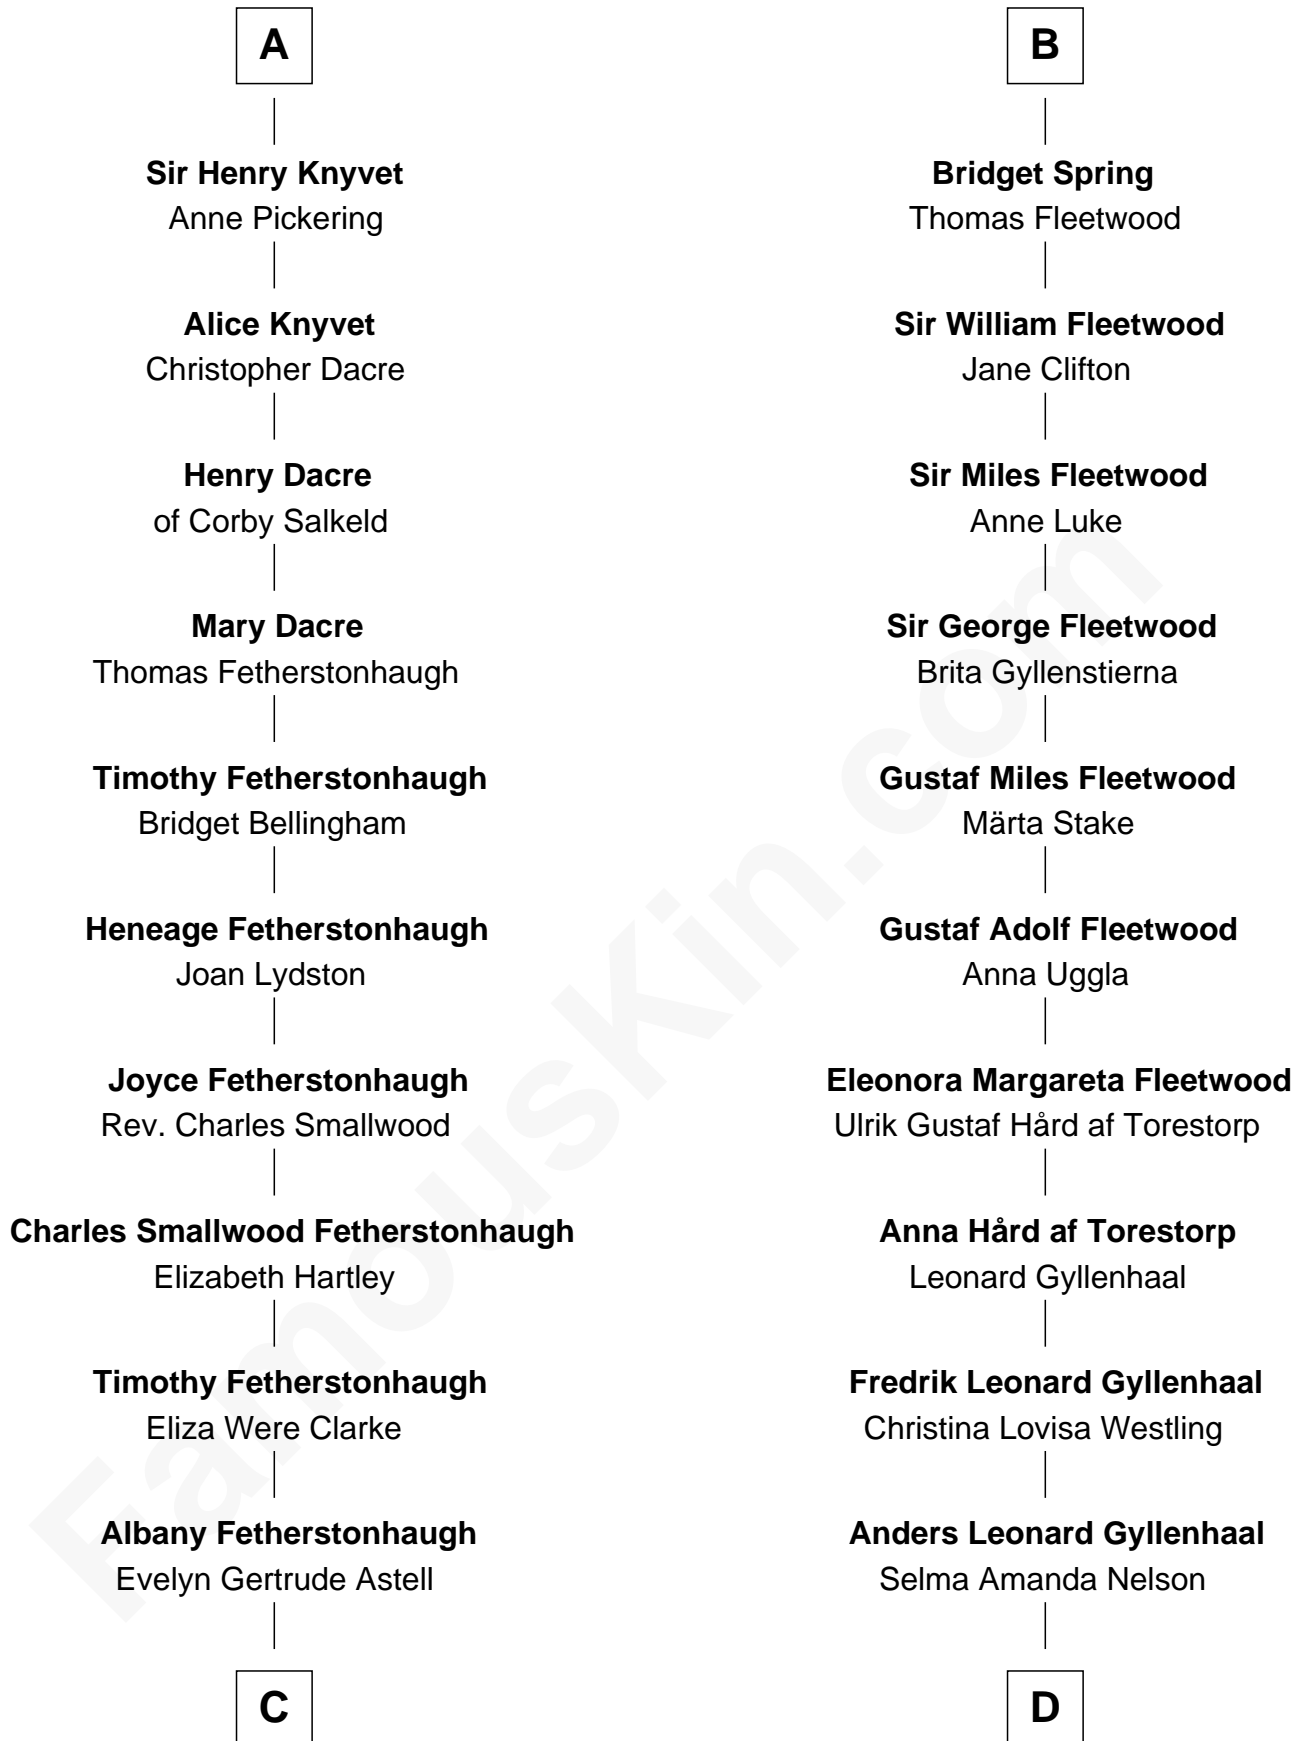 A
Sir Henry Knyvet
Anne Pickering
Alice Knyvet
Christopher Dacre
Henry Dacre
of Corby Salkeld
Mary Dacre
Thomas Fetherstonhaugh
Timothy Fetherstonhaugh
Bridget Bellingham
Heneage Fetherstonhaugh
Joan Lydston
Joyce Fetherstonhaugh
Rev. Charles Smallwood
Charles Smallwood Fetherstonhaugh
Elizabeth Hartley
Timothy Fetherstonhaugh
Eliza Were Clarke
Albany Fetherstonhaugh
Evelyn Gertrude Astell
C
B
Bridget Spring
Thomas Fleetwood
Sir William Fleetwood
Jane Clifton
Sir Miles Fleetwood
Anne Luke
Sir George Fleetwood
Brita Gyllenstierna
Gustaf Miles Fleetwood
Märta Stake
Gustaf Adolf Fleetwood
Anna Uggla
Eleonora Margareta Fleetwood
Ulrik Gustaf Hård af Torestorp
Anna Hård af Torestorp
Leonard Gyllenhaal
Fredrik Leonard Gyllenhaal
Christina Lovisa Westling
Anders Leonard Gyllenhaal
Selma Amanda Nelson
D
FamousKin.com